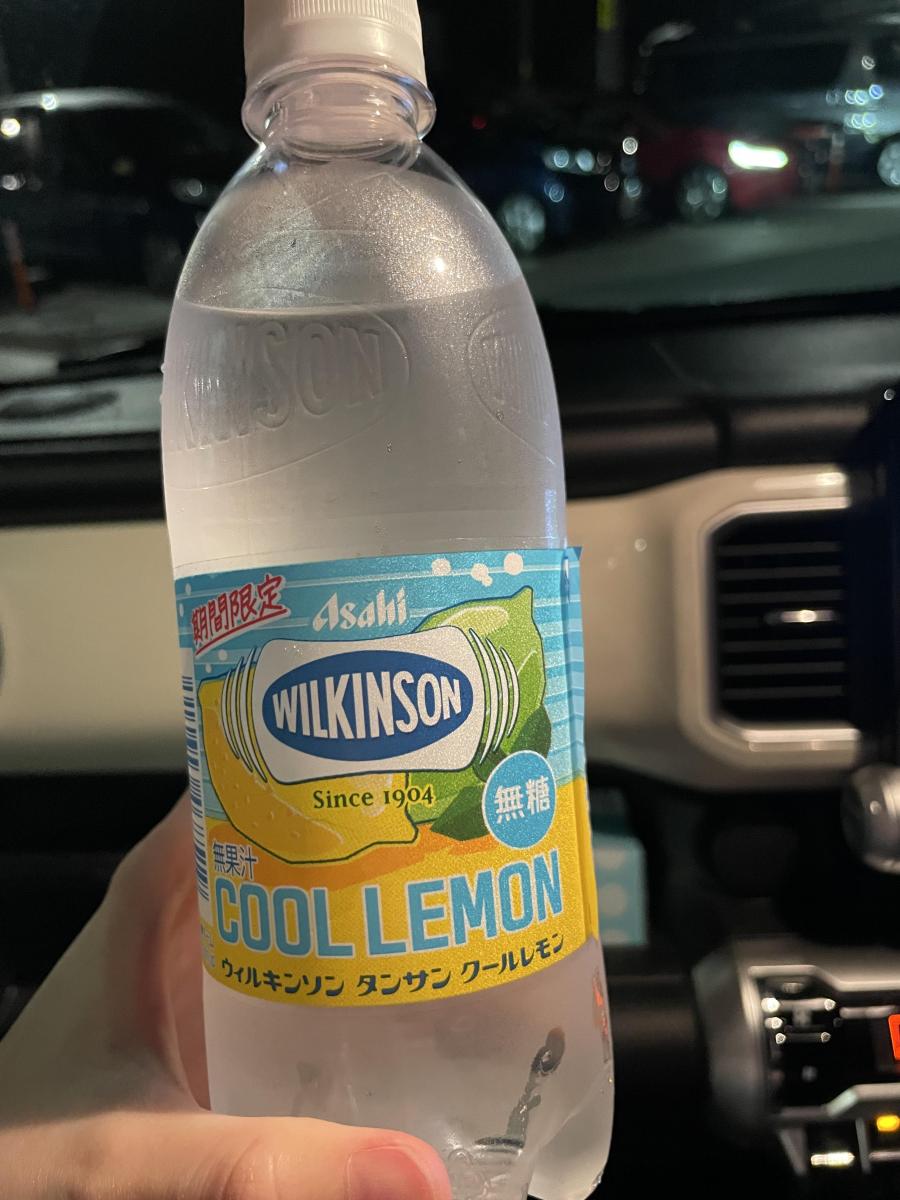 WILKINSON
期間限定
Asahi
WILKINSON
Since 1904
無糖
無果汁
COOL LEMON
ウィルキンソン タンサン クールレモン